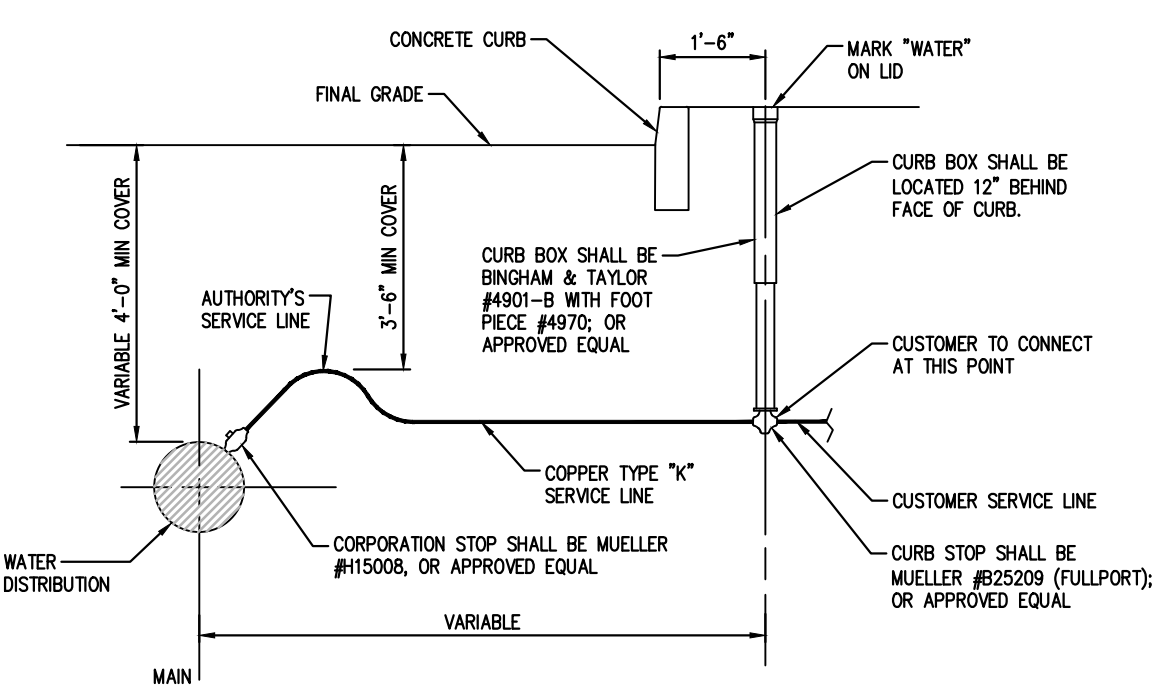 CONCRETE CURB
1'-6"
MARK "WATER"
ON LID
FINAL GRADE
CURB BOX SHALL BE
LOCATED 12" BEHIND
FACE OF CURB.
VARIABLE 4'-0" MIN COVER
3'-6" MIN COVER
CURB BOX SHALL BE
BINGHAM & TAYLOR
#4901-B WITH FOOT
PIECE #4970; OR
APPROVED EQUAL
AUTHORITY'S
SERVICE LINE
CUSTOMER TO CONNECT
AT THIS POINT
COPPER TYPE "K"
SERVICE LINE
CUSTOMER SERVICE LINE
WATER
DISTRIBUTION
CORPORATION STOP SHALL BE MUELLER
#H15008, OR APPROVED EQUAL
CURB STOP SHALL BE
MUELLER #B25209 (FULLPORT);
OR APPROVED EQUAL
VARIABLE
MAIN